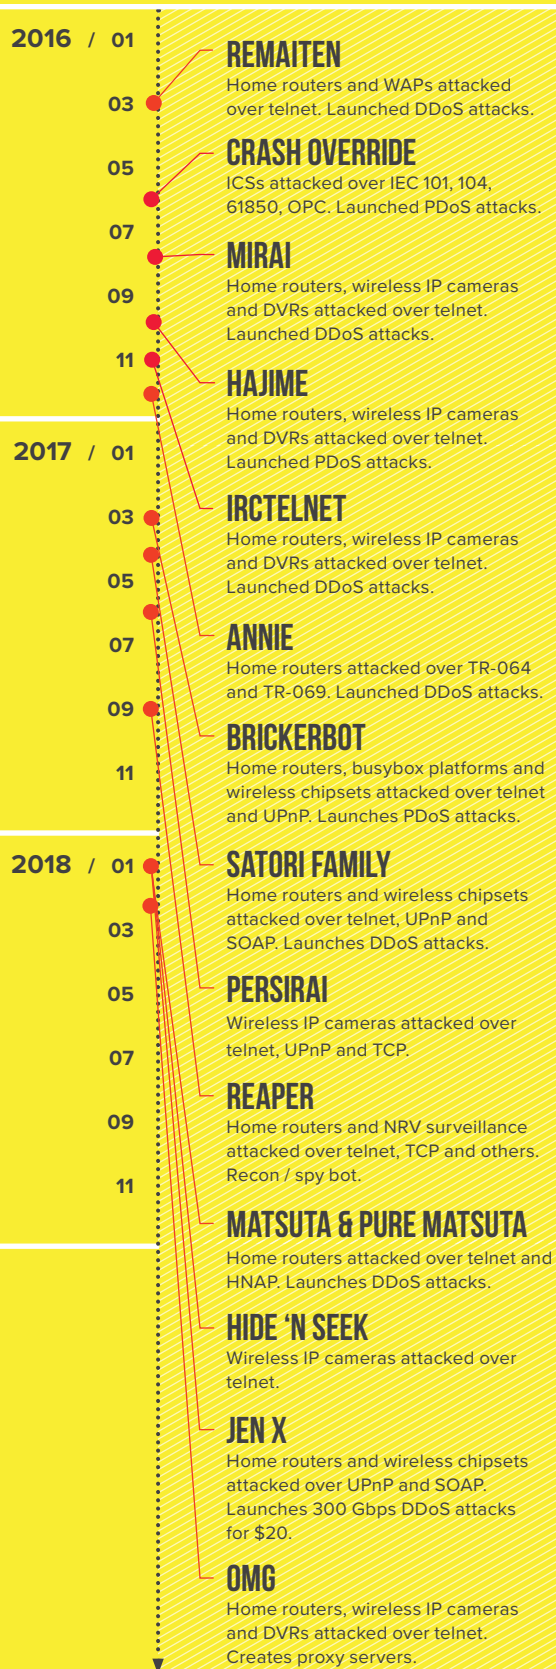 2016 / 01
03
05
07
09
11
2017 / 01
03
05
07
09
11
2018 / 01
03
05
07
09
11
REMAITEN
Home routers and WAPs attacked
over telnet. Launched DDoS attacks.
CRASH OVERRIDE
ICSs attacked over IEC 101, 104,
61850, OPC. Launched PDoS attacks.
MIRAI
Home routers, wireless IP cameras
and DVRs attacked over telnet.
Launched DDoS attacks.
HAJIME
Home routers, wireless IP cameras
and DVRs attacked over telnet.
Launched PDoS attacks.
IRCTELNET
Home routers, wireless IP cameras
and DVRs attacked over telnet.
Launched DDoS attacks.
ANNIE
Home routers attacked over TR-064
and TR-069. Launched DDoS attacks.
BRICKERBOT
Home routers, busybox platforms and
wireless chipsets attacked over telnet
and UPnP. Launches PDoS attacks.
SATORI FAMILY
Home routers and wireless chipsets
attacked over telnet, UPnP and
SOAP. Launches DDoS attacks.
PERSIRAI
Wireless IP cameras attacked over
telnet, UPnP and TCP.
REAPER
Home routers and NRV surveillance
attacked over telnet, TCP and others.
Recon / spy bot.
MATSUTA & PURE MATSUTA
Home routers attacked over telnet and
HNAP. Launches DDoS attacks.
HIDE ‘N SEEK
Wireless IP cameras attacked over
telnet.
JEN X
Home routers and wireless chipsets
attacked over UPnP and SOAP.
Launches 300 Gbps DDoS attacks
for $20.
OMG
Home routers, wireless IP cameras
and DVRs attacked over telnet.
Creates proxy servers.